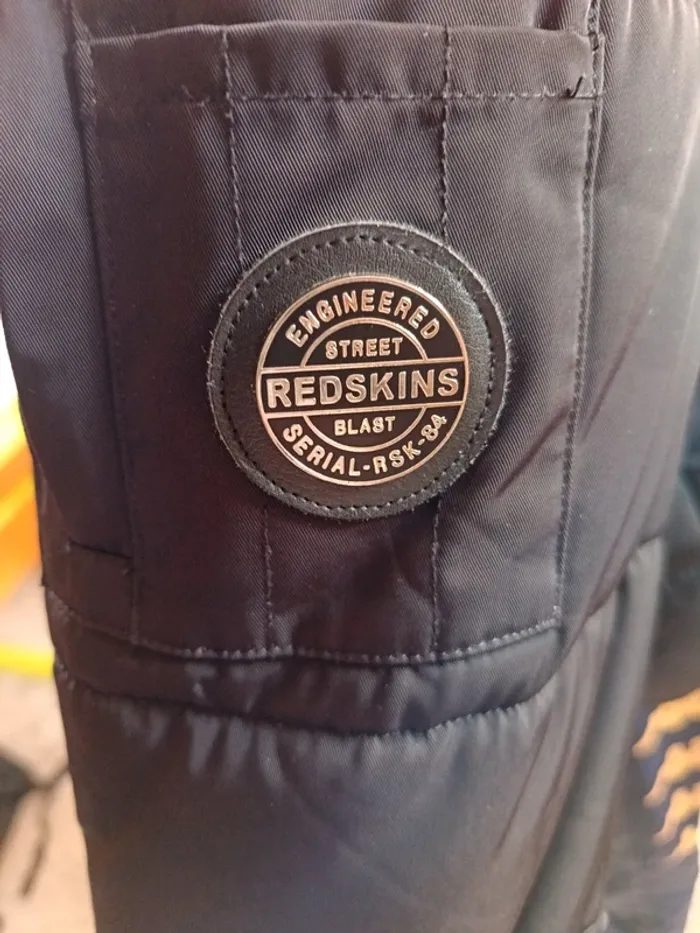 ENGINEERED
STREET
REDSKINS
BLAST
SERIAL-RSK-84